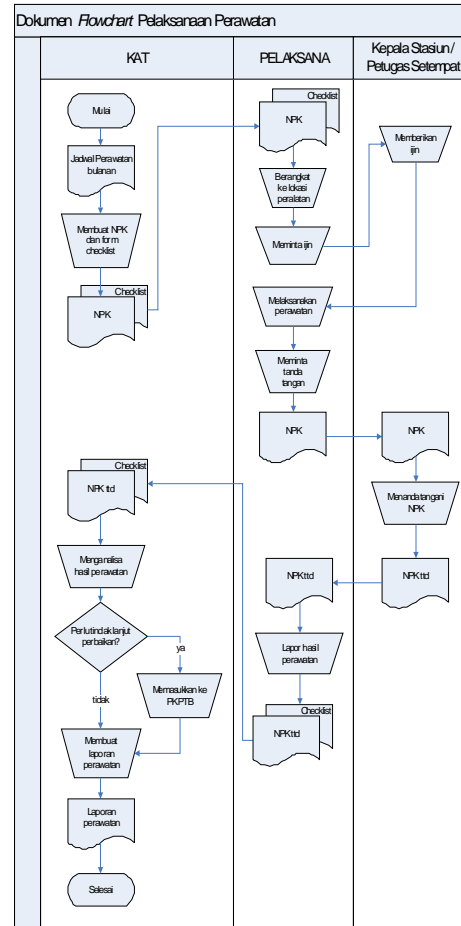 Dokumen Flowchart Pelaksanaan Perawatan
KAT
PELAKSANA
Kepala Stasiun /
Petugas Setempat
Mulai
Jadwal Perawatan
bulanan
Membuat NPK
dan form
checklist
Checklist
NPK
Checklist
NPK
Berangkat
ke lokasi
peralatan
Meminta ijin
Memberikan
ijin
Melaksanakan
perawatan
Meminta
tanda
tangan
NPK
NPK
Menandatangani
NPK
NPK ttd
NPK ttd
Lapor hasil
perawatan
Checklist
NPK ttd
Checklist
NPK ttd
Menganalisa
hasil perawatan
Perlu tindak lanjut
perbaikan?
ya
tidak
Memasukkan ke
PKPTB
Membuat
laporan
perawatan
Laporan
perawatan
Selesai